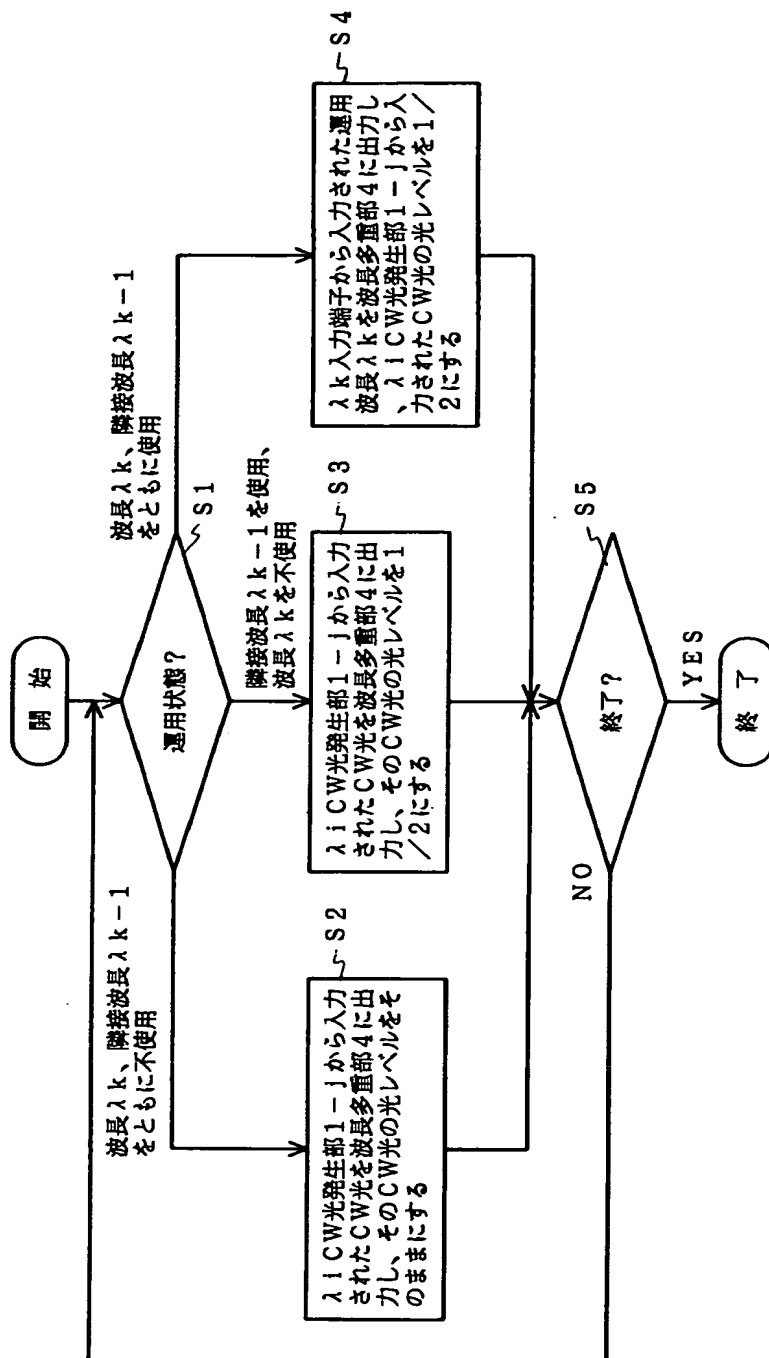 開 始
運用状態?
S1
波長λk、隣接波長λk-1
をともに不使用
隣接波長λk-1を使用、
波長λkを不使用
波長λk、隣接波長λk-1
をともに使用
S2
λiCW光発生部1-jから入力
されたCW光を波長多重部4に出
力し、そのCW光の光レベルをそ
のままにする
S3
λiCW光発生部1-jから入力
されたCW光を波長多重部4に出
力し、そのCW光の光レベルを1
/2にする
S4
λk入力端子から入力された運用
波長λkを波長多重部4に出力し
、λiCW光発生部1-jから入
力されたCW光の光レベルを1/
2にする
S5
終了?
NO
YES
終 了